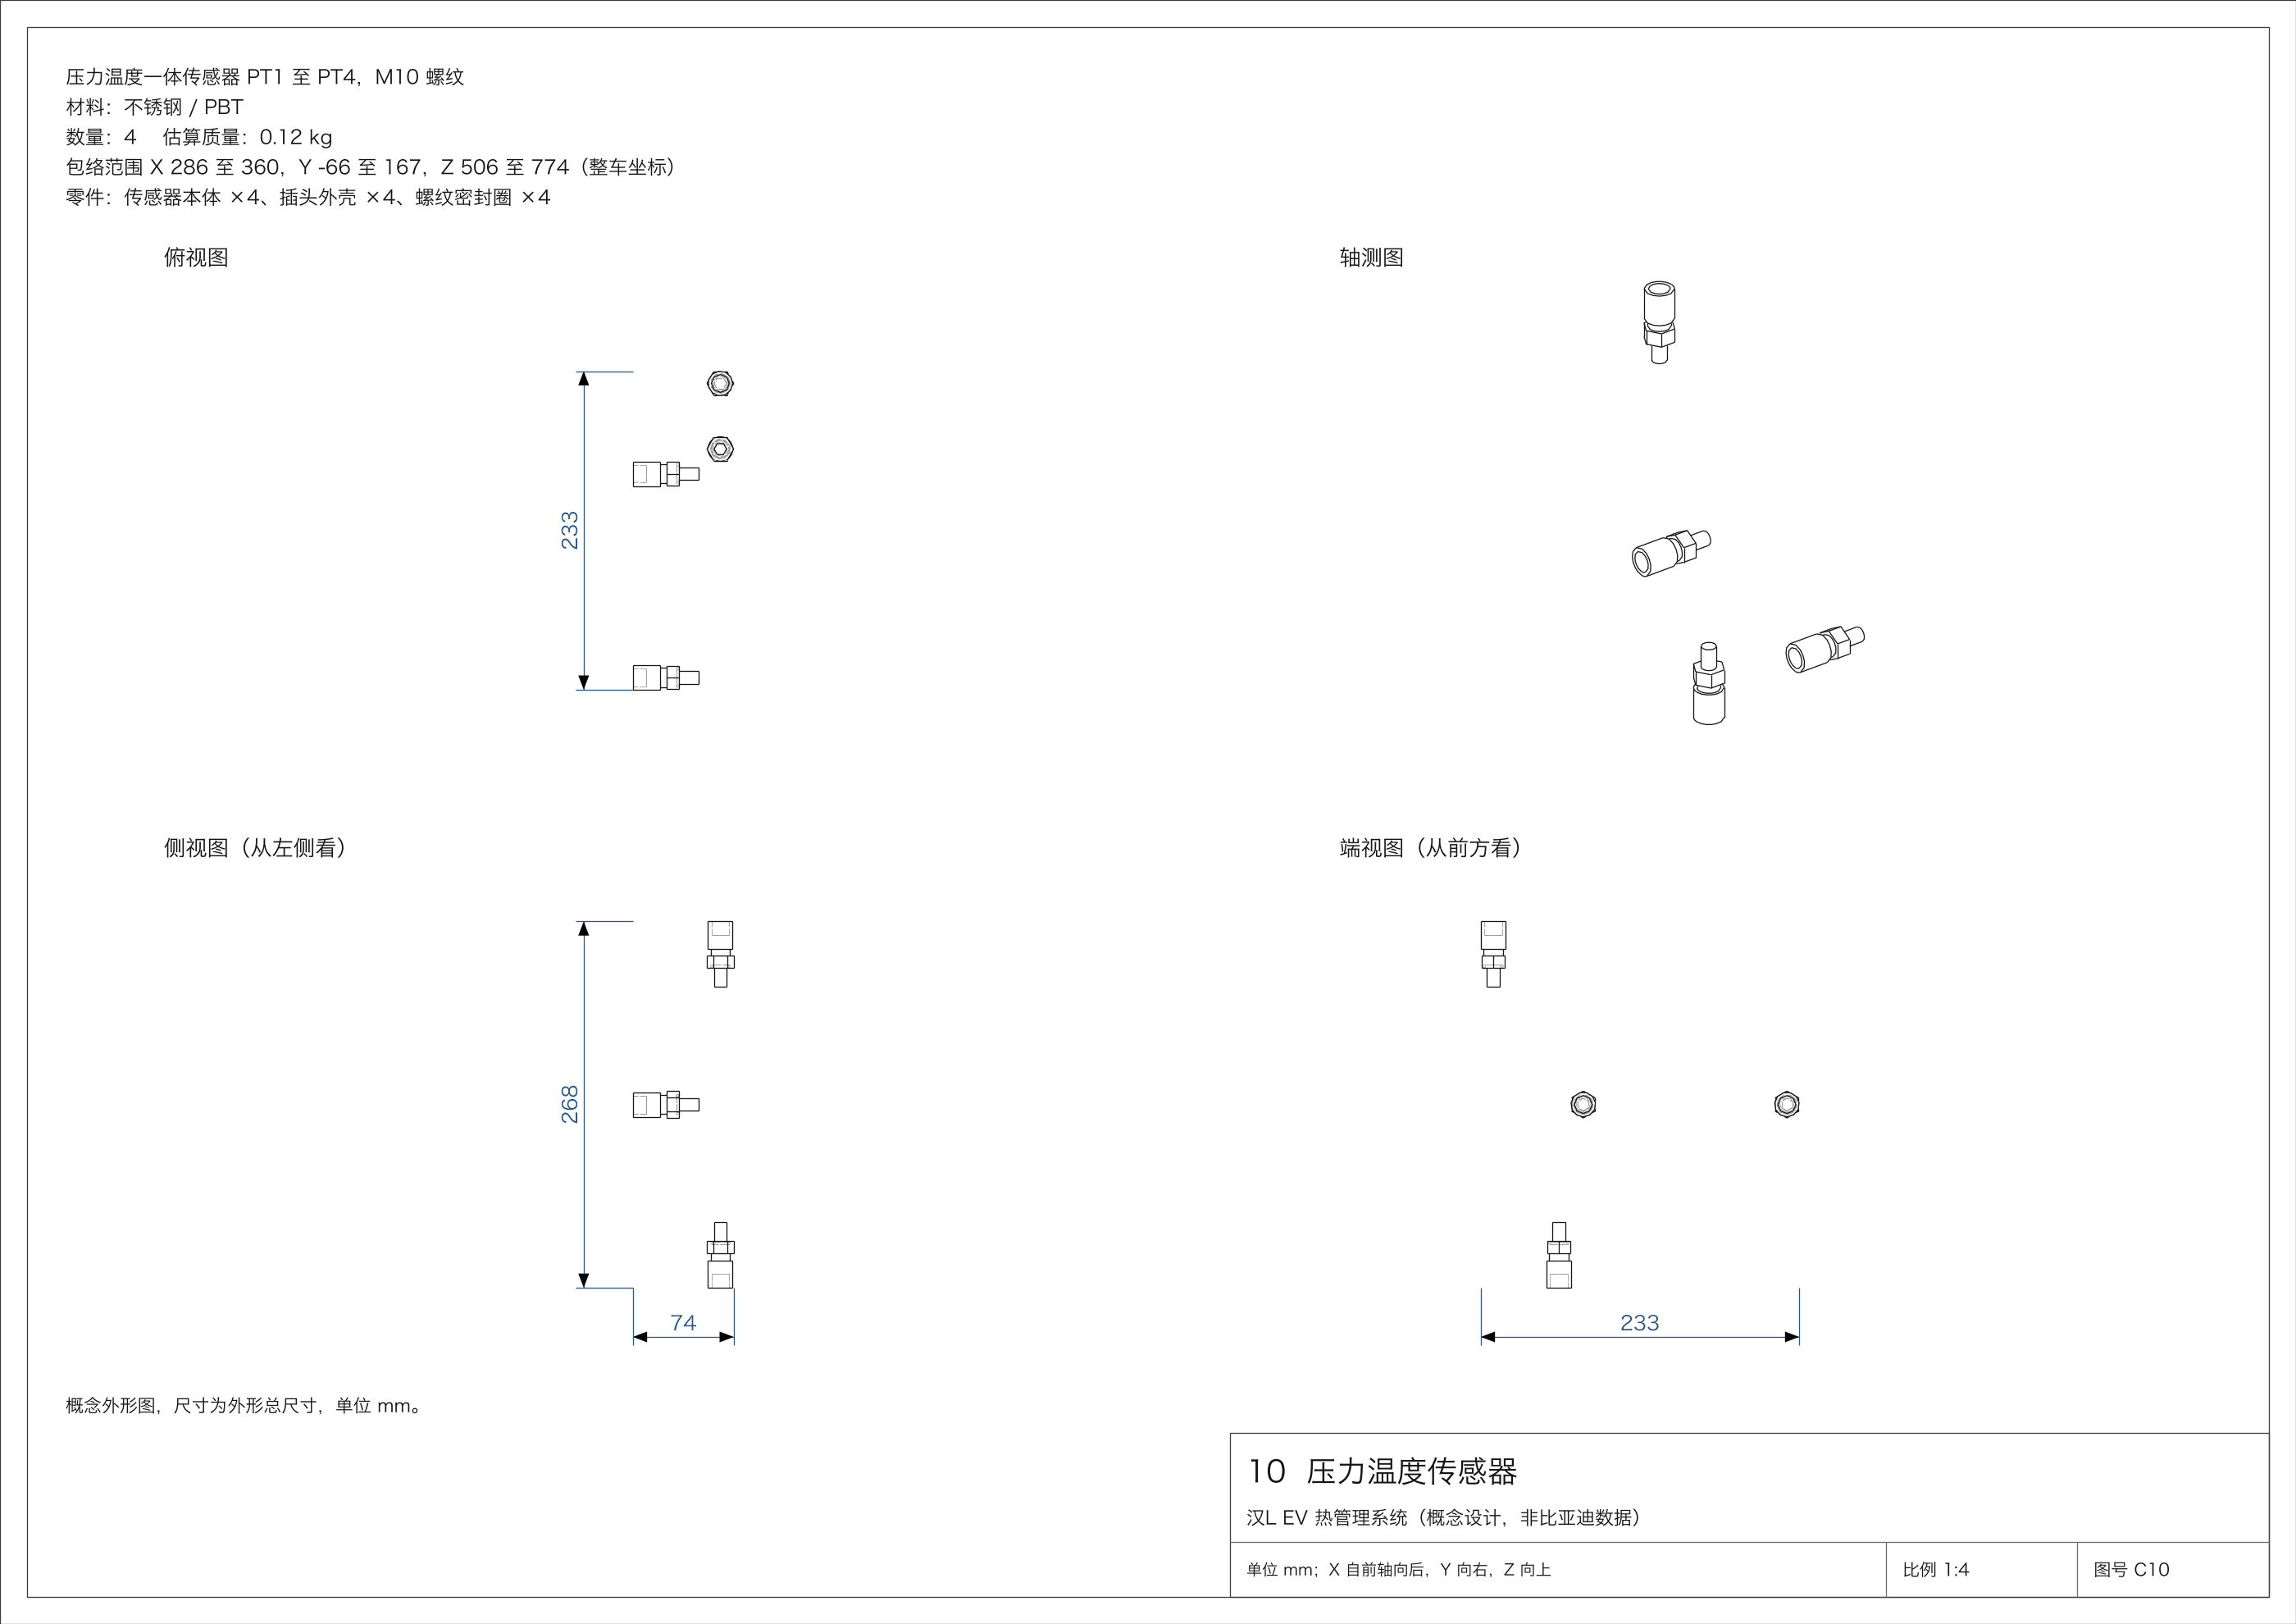 压力温度一体传感器 PT1 至 PT4，M10 螺纹
材料：不锈钢 / PBT
数量：4 估算质量：0.12 kg
包络范围 X 286 至 360，Y -66 至 167，Z 506 至 774（整车坐标）
零件：传感器本体 ×4、插头外壳 ×4、螺纹密封圈 ×4
俯视图
轴测图
233
侧视图（从左侧看）
端视图（从前方看）
268
74
233
概念外形图，尺寸为外形总尺寸，单位 mm。
10 压力温度传感器
汉L EV 热管理系统（概念设计，非比亚迪数据）
单位 mm；X 自前轴向后，Y 向右，Z 向上
比例 1:4
图号 C10